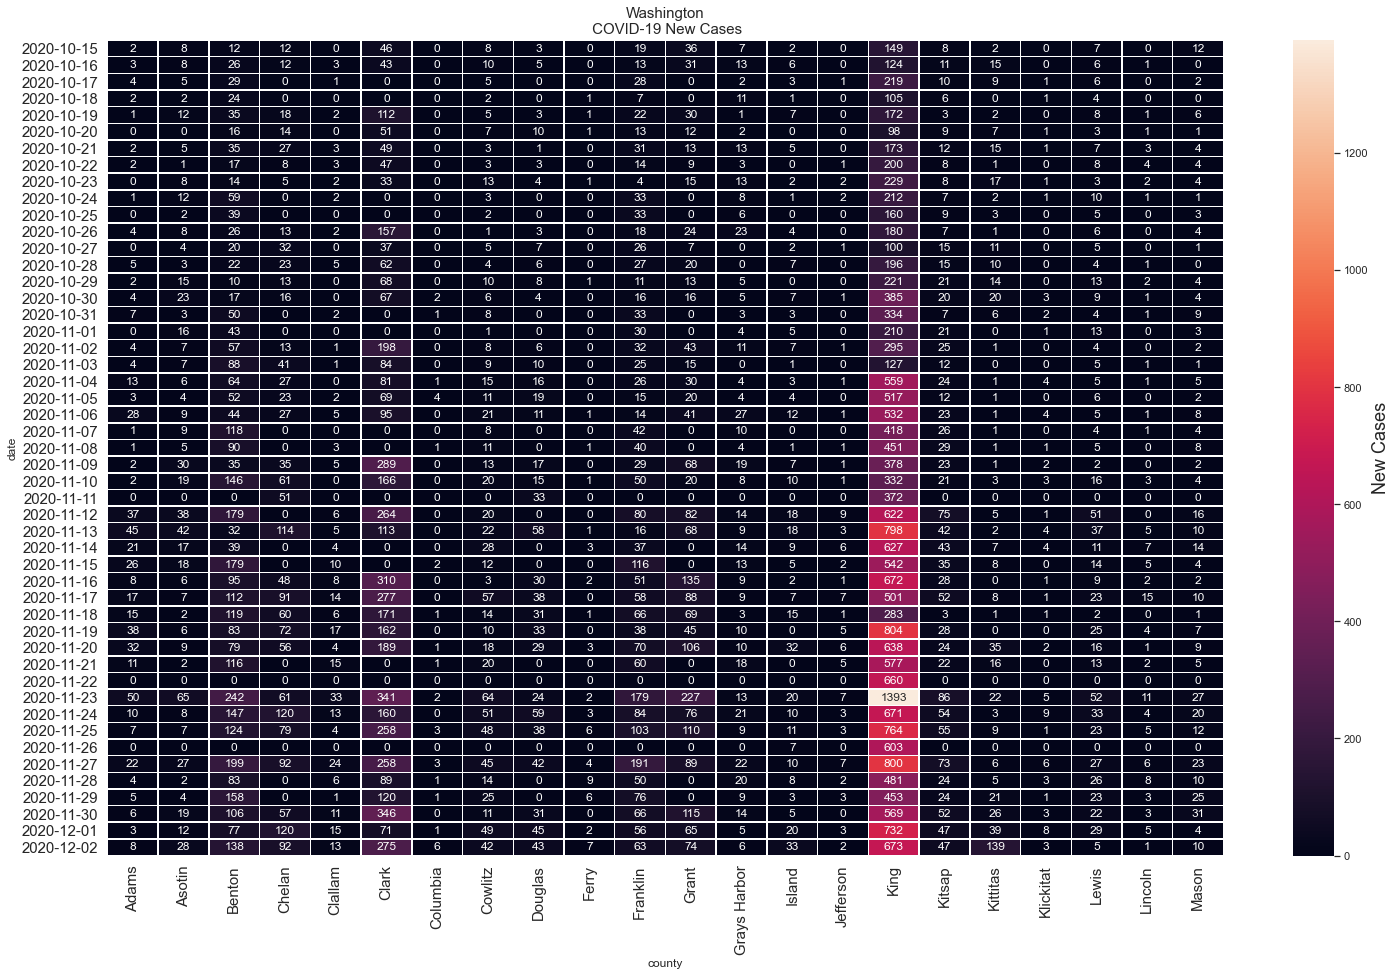 Washington
COVID-19 New Cases
2020-10-15 2 8 12 12 0 46 0 8 3 0 19 36 7 2 0 149 8 2 0 7 0 12
2020-10-16 3 8 26 12 3 43 0 10 5 0 13 31 13 6 0 124 11 15 0 6 1 0
2020-10-17 4 5 29 0 1 0 0 5 0 0 28 0 2 3 1 219 10 9 1 6 0 2
2020-10-18 2 2 24 0 0 0 0 2 0 1 7 0 11 1 0 105 6 0 1 4 0 0
2020-10-19 1 12 35 18 2 112 0 5 3 1 22 30 1 7 0 172 3 2 0 8 1 6
2020-10-20 0 0 16 14 0 51 0 7 10 1 13 12 2 0 0 98 9 7 1 3 1 1
2020-10-21 2 5 35 27 3 49 0 3 1 0 31 13 13 5 0 173 12 15 1 7 3 4
2020-10-22 2 1 17 8 3 47 0 3 3 0 14 9 3 0 1 200 8 1 0 8 4 4
2020-10-23 0 8 14 5 2 33 0 13 4 1 4 15 13 2 2 229 8 17 1 3 2 4
2020-10-24 1 12 59 0 2 0 0 3 0 0 33 0 8 1 2 212 7 2 1 10 1 1
2020-10-25 0 2 39 0 0 0 0 2 0 0 33 0 6 0 0 160 9 3 0 5 0 3
2020-10-26 4 8 26 13 2 157 0 1 3 0 18 24 23 4 0 180 7 1 0 6 0 4
2020-10-27 0 4 20 32 0 37 0 5 7 0 26 7 0 2 1 100 15 11 0 5 0 1
2020-10-28 5 3 22 23 5 62 0 4 6 0 27 20 0 7 0 196 15 10 0 4 1 0
2020-10-29 2 15 10 13 0 68 0 10 8 1 11 13 5 0 0 221 21 14 0 13 2 4
2020-10-30 4 23 17 16 0 67 2 6 4 0 16 16 5 7 1 385 20 20 3 9 1 4
2020-10-31 7 3 50 0 2 0 1 8 0 0 33 0 3 3 0 334 7 6 2 4 1 9
2020-11-01 0 16 43 0 0 0 0 1 0 0 30 0 4 5 0 210 21 0 1 13 0 3
2020-11-02 4 7 57 13 1 198 0 8 6 0 32 43 11 7 1 295 25 1 0 4 0 2
2020-11-03 4 7 88 41 1 84 0 9 10 0 25 15 0 1 0 127 12 0 0 5 1 1
2020-11-04 13 6 64 27 0 81 1 15 16 0 26 30 4 3 1 559 24 1 4 5 1 5
2020-11-05 3 4 52 23 2 69 4 11 19 0 15 20 4 4 0 517 12 1 0 6 0 2
2020-11-06 28 9 44 27 5 95 0 21 11 1 14 41 27 12 1 532 23 1 4 5 1 8
2020-11-07 1 9 118 0 0 0 0 8 0 0 42 0 10 0 0 418 26 1 0 4 1 4
2020-11-08 1 5 90 0 3 0 1 11 0 1 40 0 4 1 1 451 29 1 1 5 0 8
2020-11-09 2 30 35 35 5 289 0 13 17 0 29 68 19 7 1 378 23 1 2 2 0 2
2020-11-10 2 19 146 61 0 166 0 20 15 1 50 20 8 10 1 332 21 3 3 16 3 4
2020-11-11 0 0 0 51 0 0 0 0 33 0 0 0 0 0 0 372 0 0 0 0 0 0
2020-11-12 37 38 179 0 6 264 0 20 0 0 80 82 14 18 9 622 75 5 1 51 0 16
2020-11-13 45 42 32 114 5 113 0 22 58 1 16 68 9 18 3 798 42 2 4 37 5 10
2020-11-14 21 17 39 0 4 0 0 28 0 3 37 0 14 9 6 627 43 7 4 11 7 14
2020-11-15 26 18 179 0 10 0 2 12 0 0 116 0 13 5 2 542 35 8 0 14 5 4
2020-11-16 8 6 95 48 8 310 0 3 30 2 51 135 9 2 1 672 28 0 1 9 2 2
2020-11-17 17 7 112 91 14 277 0 57 38 0 58 88 9 7 7 501 52 8 1 23 15 10
2020-11-18 15 2 119 60 6 171 1 14 31 1 66 69 3 15 1 283 3 1 1 2 0 1
2020-11-19 38 6 83 72 17 162 0 10 33 0 38 45 10 0 5 804 28 0 0 25 4 7
2020-11-20 32 9 79 56 4 189 1 18 29 3 70 106 10 32 6 638 24 35 2 16 1 9
2020-11-21 11 2 116 0 15 0 1 20 0 0 60 0 18 0 5 577 22 16 0 13 2 5
2020-11-22 0 0 0 0 0 0 0 0 0 0 0 0 0 0 0 660 0 0 0 0 0 0
2020-11-23 50 65 242 61 33 341 2 64 24 2 179 227 13 20 7 1393 86 22 5 52 11 27
2020-11-24 10 8 147 120 13 160 0 51 59 3 84 76 21 10 3 671 54 3 9 33 4 20
2020-11-25 7 7 124 79 4 258 3 48 38 6 103 110 9 11 3 764 55 9 1 23 5 12
2020-11-26 0 0 0 0 0 0 0 0 0 0 0 0 0 7 0 603 0 0 0 0 0 0
2020-11-27 22 27 199 92 24 258 3 45 42 4 191 89 22 10 7 800 73 6 6 27 6 23
2020-11-28 4 2 83 0 6 89 1 14 0 9 50 0 20 8 2 481 24 5 3 26 8 10
2020-11-29 5 4 158 0 1 120 1 25 0 6 76 0 9 3 3 453 24 21 1 23 3 25
2020-11-30 6 19 106 57 11 346 0 11 31 0 66 115 14 5 0 569 52 26 3 22 3 31
2020-12-01 3 12 77 120 15 71 1 49 45 2 56 65 5 20 3 732 47 39 8 29 5 4
2020-12-02 8 28 138 92 13 275 6 42 43 7 63 74 6 33 2 673 47 139 3 5 1 10
date
Adams Asotin Benton Chelan Clallam Clark Columbia Cowlitz Douglas Ferry Franklin Grant Grays Harbor Island Jefferson King Kitsap Kittitas Klickitat Lewis Lincoln Mason
county
1200
1000
800
600
400
200
0
New Cases